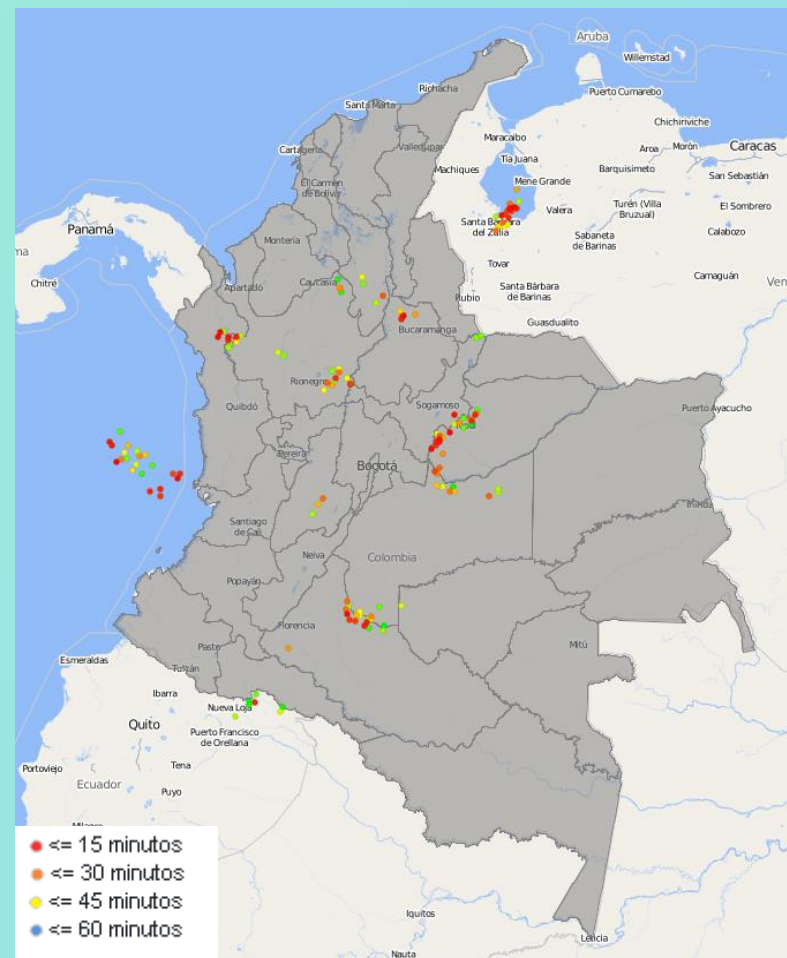 Aruba
Willemstad
Riohacha
Puerto Cumarebo
Santa Marta
Chichiriviche
Maracaibo
Cartagena
Valledupar
Aroa
Morón
Caracas
Tía Juana
Machiques
Barquisimeto
Mene Grande
San Sebastián
El Carmen
de Bolívar
Turén (Villa
Bruzual)
Valera
El Sombrero
Santa Bárbara
del Zulia
Panamá
Sabaneta
de Barinas
Calabozo
Montería
Tovar
Chitré
Caucasia
Camaguán
Apartadó
Santa Bárbara
de Barinas
Rubio
Guasdualito
Bucaramanga
Rionegro
Sogamoso
Puerto Ayacucho
Quibdó
Pereira
Bogotá
Inírida
Santiago
de Cali
Neiva
Colombia
Popayán
Florencia
Mitú
Pasto
Esmeraldas
Tumán
Ibarra
Nueva Loja
Quito
Puerto Francisco
de Orellana
Tena
Portoviejo
Ecuador
Puyo
<= 15 minutos
<= 30 minutos
<= 45 minutos
<= 60 minutos
Iquitos
Leticia
Nauta